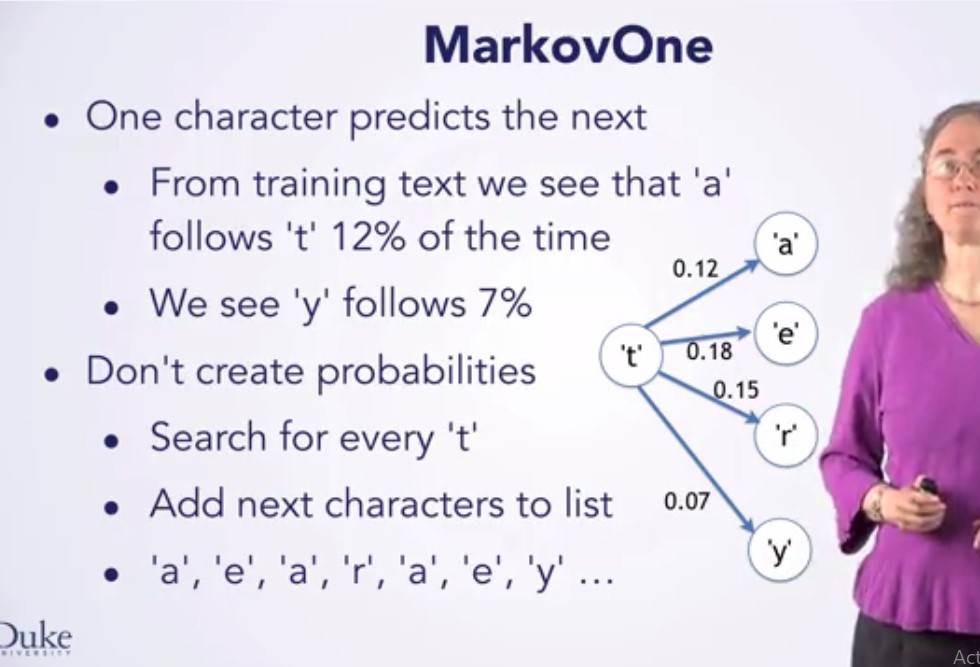 MarkovOne
• One character predicts the next
• From training text we see that 'a'
follows 't' 12% of the time
• We see 'y' follows 7%
• Don't create probabilities
• Search for every 't'
• Add next characters to list
• 'a', 'e', 'a', 'r', 'a', 'e', 'y' ...
't'
0.12
'a'
0.18
'e'
0.15
'r'
0.07
'y'
Duke
UNIVERSITY
Act